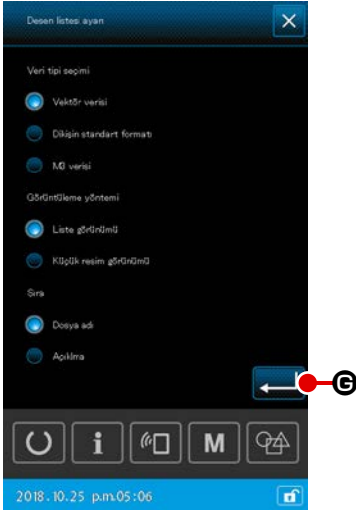 Desen listesi ayarı
Veri tipi seçimi
Vektör verisi
Dikişin standart formatı
M3 verisi
Görüntüleme yöntemi
Liste görünümü
Küçük resim görünümü
Sıra
Dosya adı
Açıklma
G
i
M
2018.10.25 p.m.05:06